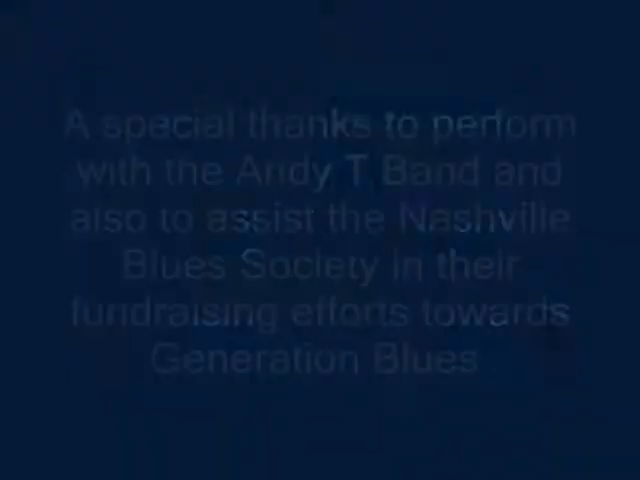 A special thanks to perform
with the Andy T Band and
also to assist the Nashville
Blues Society in their
fundraising efforts towards
Generation Blues